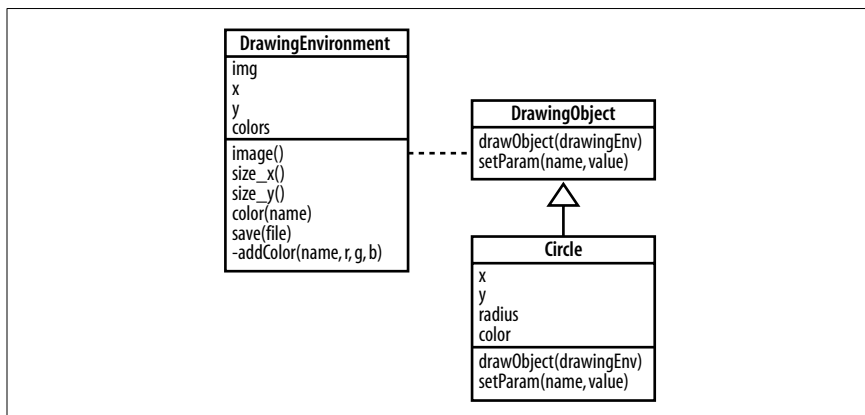 DrawingEnvironment
img
x
y
colors
image()
size_x()
size_y()
color(name)
save(file)
-addColor(name, r, g, b)
DrawingObject
drawObject(drawingEnv)
setParam(name, value)
Circle
x
y
radius
color
drawObject(drawingEnv)
setParam(name, value)